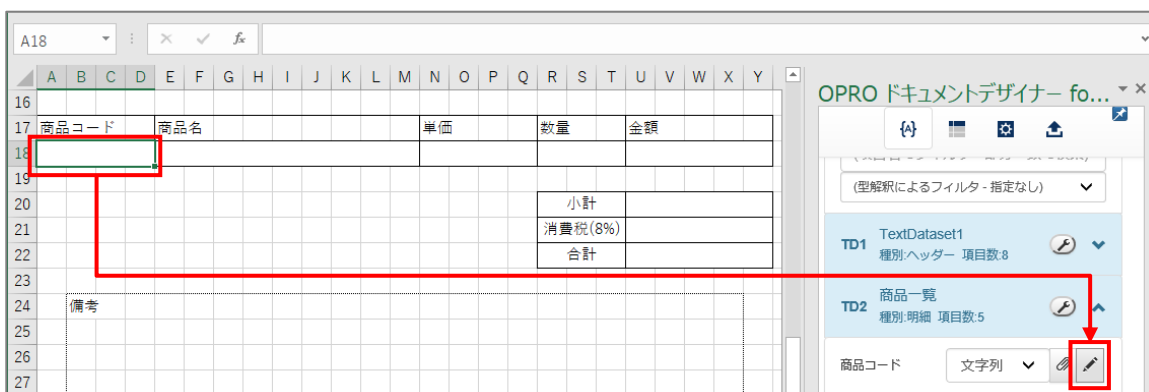 A18
fx
A B C D E F G H I J K L M N O P Q R S T U V W X Y
OPRO ドキュメントデザイナー fo...
16
17 商品コード 商品名 単価 数量 金額
18
19
20 小計
21 消費税(8%)
22 合計
23
24 備考
25
26
27
{A}
(型解釈によるフィルタ - 指定なし)
TD1 TextDataset1
種別:ヘッダー 項目数:8
TD2 商品一覧
種別:明細 項目数:5
商品コード 文字列